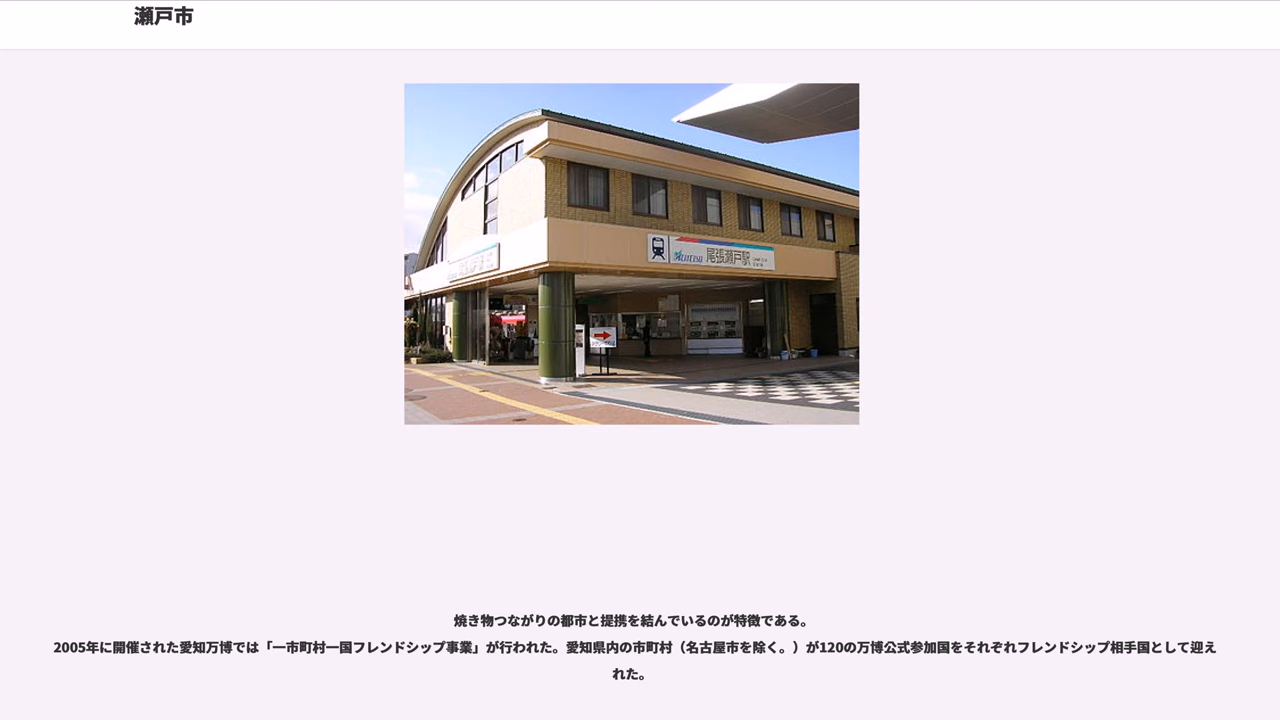 瀬戸市
MEITETSU 尾張瀬戸駅
焼き物つながりの都市と提携を結んでいるのが特徴である。
2005年に開催された愛知万博では「一市町村一国フレンドシップ事業」が行われた。愛知県内の市町村（名古屋市を除く。）が120の万博公式参加国をそれぞれフレンドシップ相手国として迎え
れた。